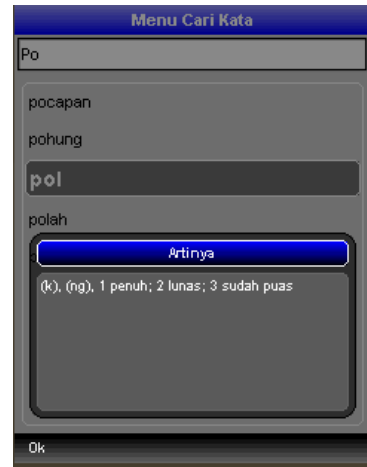 Menu Cari Kata
Po
pocapan
pohung
pol
polah
Artinya
(k), (ng), 1 penuh; 2 lunas; 3 sudah puas
Ok